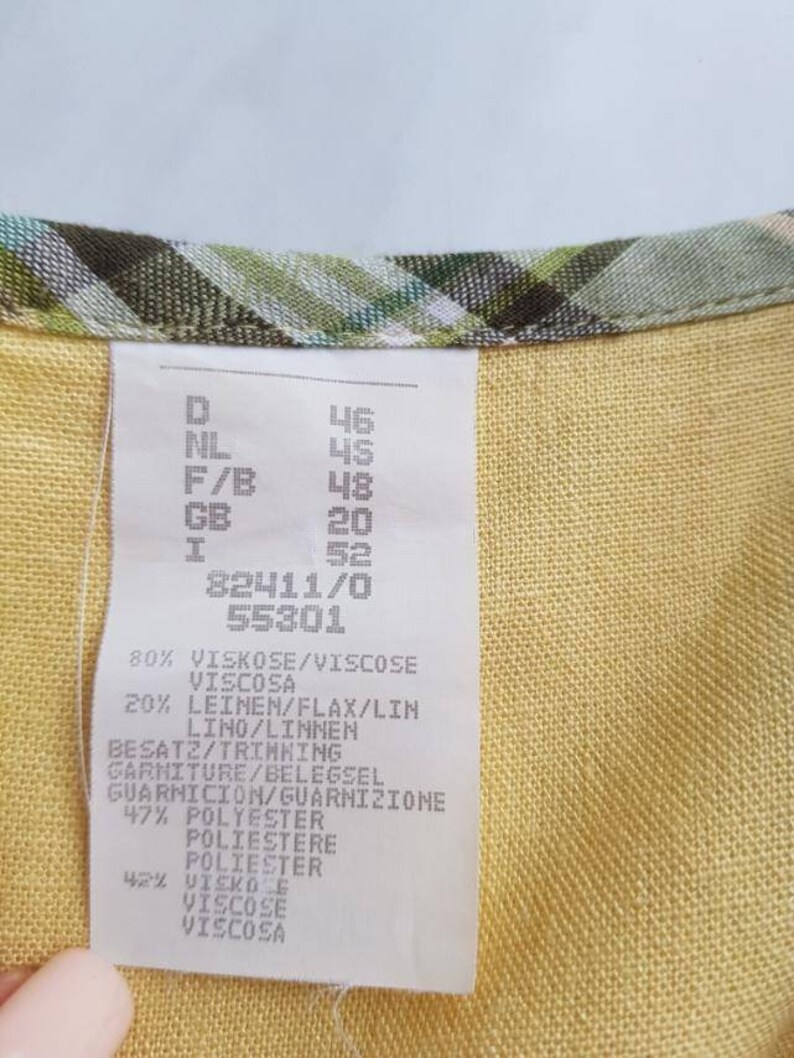 D 46
NL 46
F/B 48
GB 20
I 52
82411/0
55301
80% VISKOSE/VISCOSE
VISCOSA
20% LEINEN/FLAX/LIN
LINO/LINNEN
BESATZ/TRIMMING
GARNITURE/BELEGSEL
GUARNICION/GUARNIZIONE
47% POLYESTER
POLIESTERE
POLIESTER
42% VISKOSE
VISCOSE
VISCOSA